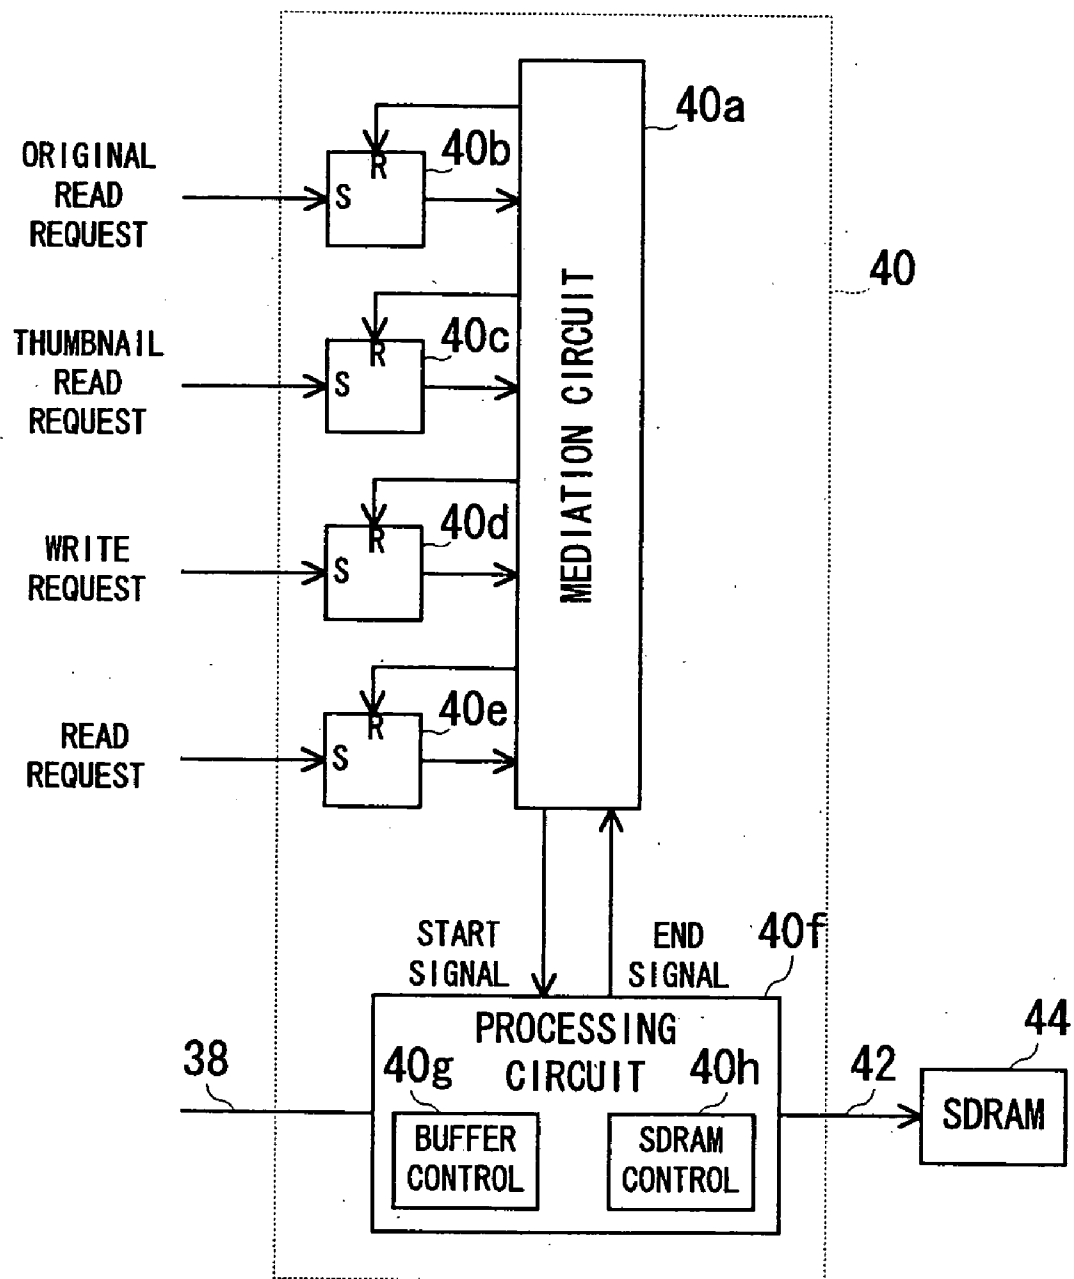 40a
ORIGINAL
READ
REQUEST
R
S
40b
40
THUMBNAIL
READ
REQUEST
R
S
40c
MEDIATION CIRCUIT
WRITE
REQUEST
R
S
40d
READ
REQUEST
R
S
40e
START
SIGNAL
END
SIGNAL
40f
PROCESSING
CIRCUIT
38
40g
40h
42
44
BUFFER
CONTROL
SDRAM
CONTROL
SDRAM